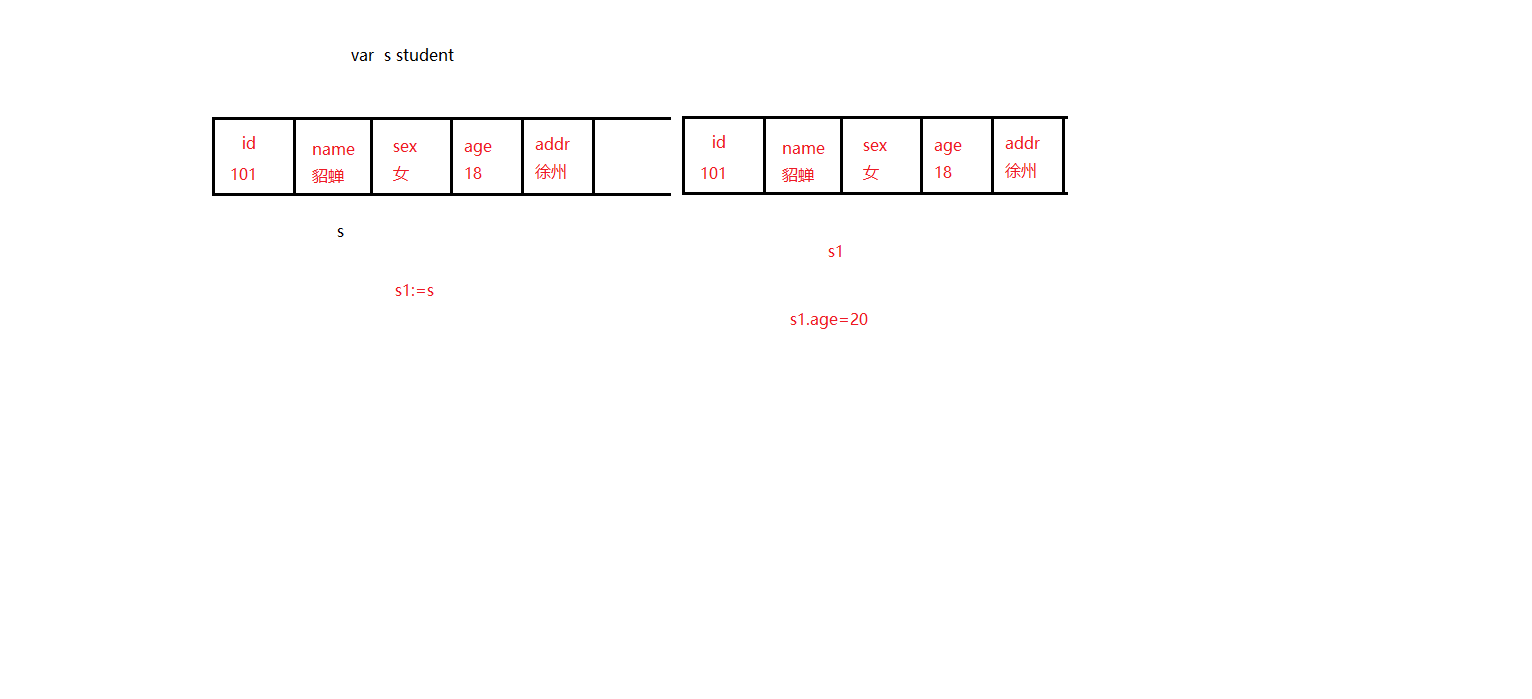 var  s student
id name sex age addr
101 貂蝉 女 18 徐州
id name sex age addr
101 貂蝉 女 18 徐州
s
s1
s1:=s
s1.age=20